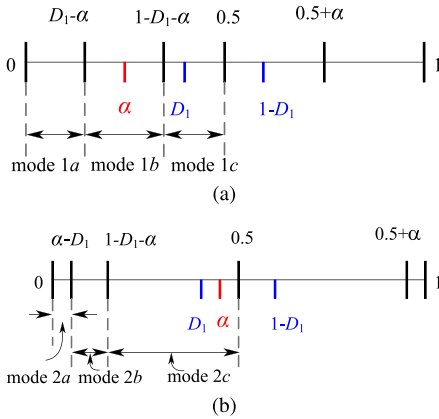 D₁-α 1-D₁-α 0.5 0.5+α
0 1
α D₁ 1-D₁
mode 1a mode 1b mode 1c
(a)
α-D₁ 1-D₁-α 0.5 0.5+α
0 1
D₁ α 1-D₁
mode 2a mode 2b mode 2c
(b)